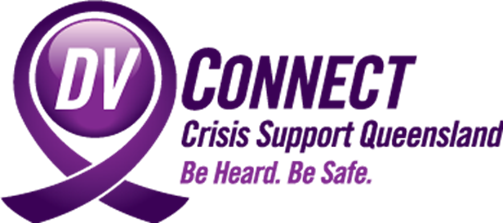 DV CONNECT
Crisis Support Queensland
Be Heard. Be Safe.